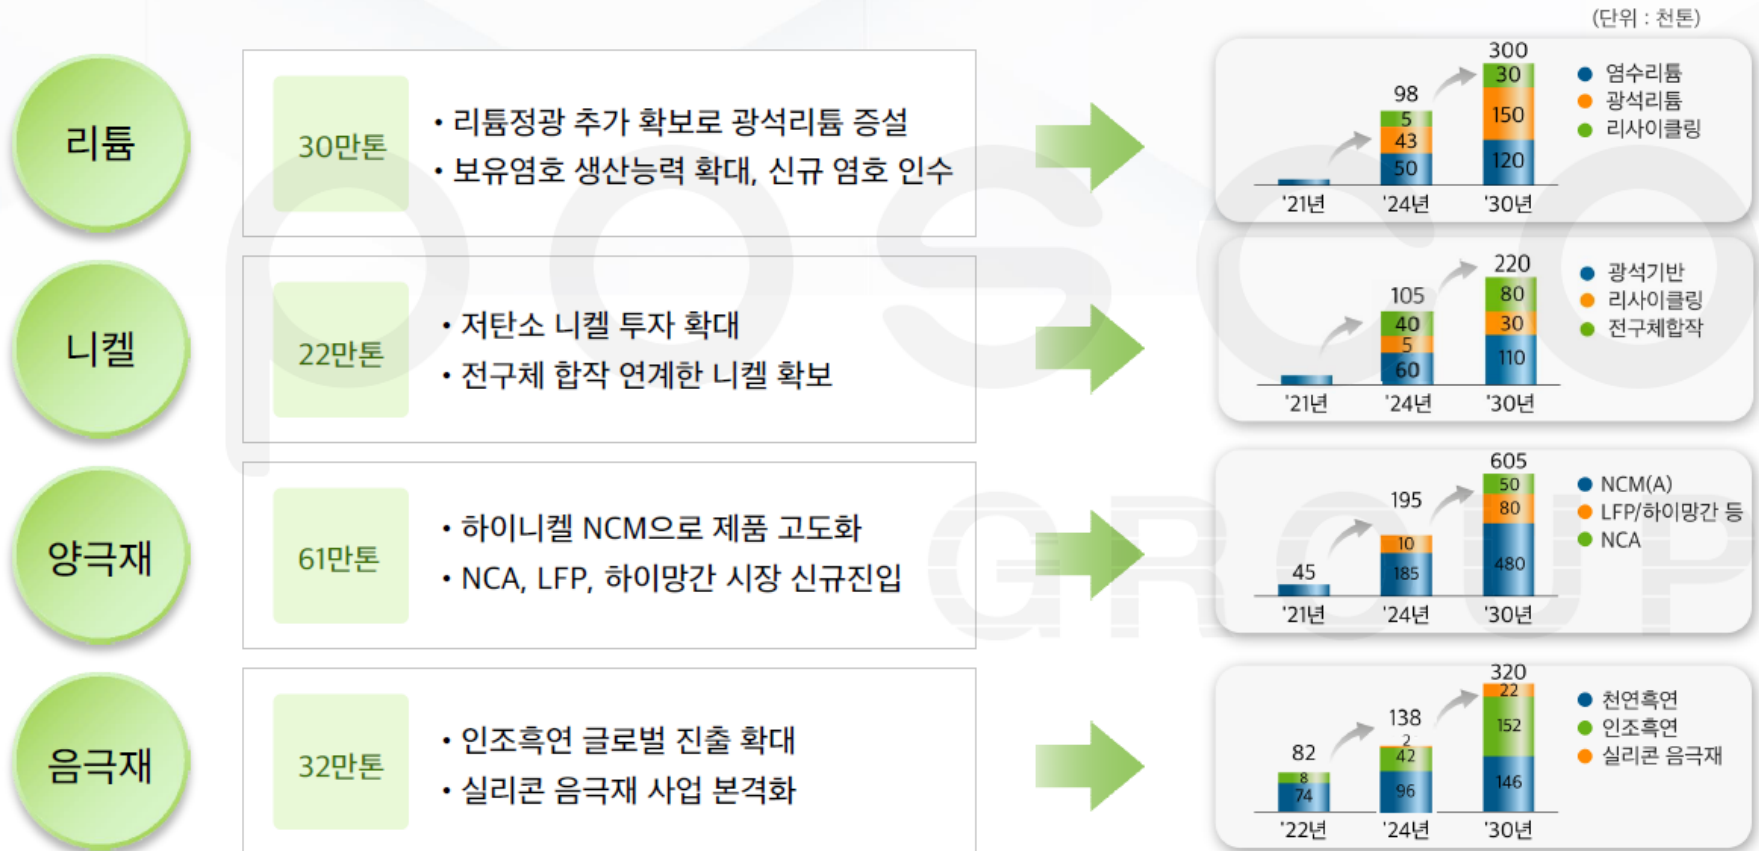 (단위 : 천톤)
리튬
30만톤
• 리튬정광 추가 확보로 광석리튬 증설
• 보유염호 생산능력 확대, 신규 염호 인수
300
30
150
120
98
5
43
50
'21년
'24년
'30년
염수리튬
광석리튬
리사이클링
니켈
22만톤
• 저탄소 니켈 투자 확대
• 전구체 합작 연계한 니켈 확보
220
80
30
110
105
40
5
60
'21년
'24년
'30년
광석기반
리사이클링
전구체합작
양극재
61만톤
• 하이니켈 NCM으로 제품 고도화
• NCA, LFP, 하이망간 시장 신규진입
605
50
80
480
195
10
185
45
'21년
'24년
'30년
NCM(A)
LFP/하이망간 등
NCA
음극재
32만톤
• 인조흑연 글로벌 진출 확대
• 실리콘 음극재 사업 본격화
320
22
152
146
138
2
42
96
82
8
74
'22년
'24년
'30년
천연흑연
인조흑연
실리콘 음극재
posco
GROUP